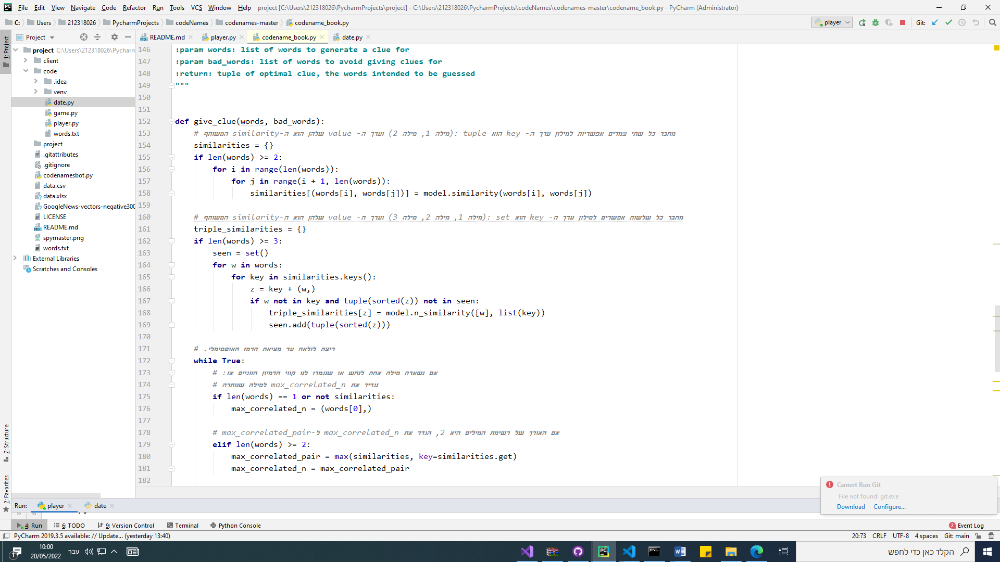 File Edit View Navigate Code Refactor Run Tools VCS Window Help project [C:\Users\212318026\PycharmProjects\project] - C:\Users\212318026\PycharmProjects\codeNames\codenames-master\codename_book.py - PyCharm (Administrator)
C: Users 212318026 PycharmProjects codeNames codenames-master codename_book.py player Git:
Project README.md player.py codename_book.py date.py
1: Project
project C:\Users\212318026\Pycharm
client
code
.idea
venv
date.py
game.py
player.py
words.txt
project
.gitattributes
.gitignore
codenamesbot.py
data.csv
data.xlsx
GoogleNews-vectors-negative300
LICENSE
README.md
spymaster.png
words.txt
External Libraries
Scratches and Consoles
7: Structure
2: Favorites
146 :param words: list of words to generate a clue for
147 :param bad_words: list of words to avoid giving clues for
148 :return: tuple of optimal clue, the words intended to be guessed
149 """
150
151
152 def give_clue(words, bad_words):
153 # מחבר כל שתי צמדים אפשריות למילון ערך ה- key הוא tuple :(מילה 1, מילה 2) וערך ה- value שלהן הוא ה-similarity המשותף
154 similarities = {}
155 if len(words) >= 2:
156 for i in range(len(words)):
157 for j in range(i + 1, len(words)):
158 similarities[(words[i], words[j])] = model.similarity(words[i], words[j])
159
160 # מחבר כל שלשות אפשרים למילון ערך ה- key הוא set :(מילה 1, מילה 2, מילה 3) וערך ה- value שלהן הוא ה-similarity המשותף
161 triple_similarities = {}
162 if len(words) >= 3:
163 seen = set()
164 for w in words:
165 for key in similarities.keys():
166 z = key + (w,)
167 if w not in key and tuple(sorted(z)) not in seen:
168 triple_similarities[z] = model.n_similarity([w], list(key))
169 seen.add(tuple(sorted(z)))
170
171 # ריצת לולאה עד מציאת הרמז האופטימלי.
172 while True:
173 # אם נשארה מילה אחת לנחש או שנגמרו לנו קווי הדמיון הזוגיים אז:
174 # נגדיר את max_correlated_n למילה שנותרה
175 if len(words) == 1 or not similarities:
176 max_correlated_n = (words[0],)
177
178 # אם האורך של רשימת המילים היא 2, הגדר את max_correlated_n ל-max_correlated_pair
179 elif len(words) >= 2:
180 max_correlated_pair = max(similarities, key=similarities.get)
181 max_correlated_n = max_correlated_pair
182
Cannot Run Git
File not found: git.exe
Download Configure...
Run: player date
4: Run 6: TODO 9: Version Control Terminal Python Console 2 Event Log
PyCharm 2019.3.5 available: // Update... (yesterday 13:40) 20:73 CRLF UTF-8 4 spaces Git: main
1 10:00 עבר
20/05/2022
הקלד כאן כדי לחפש